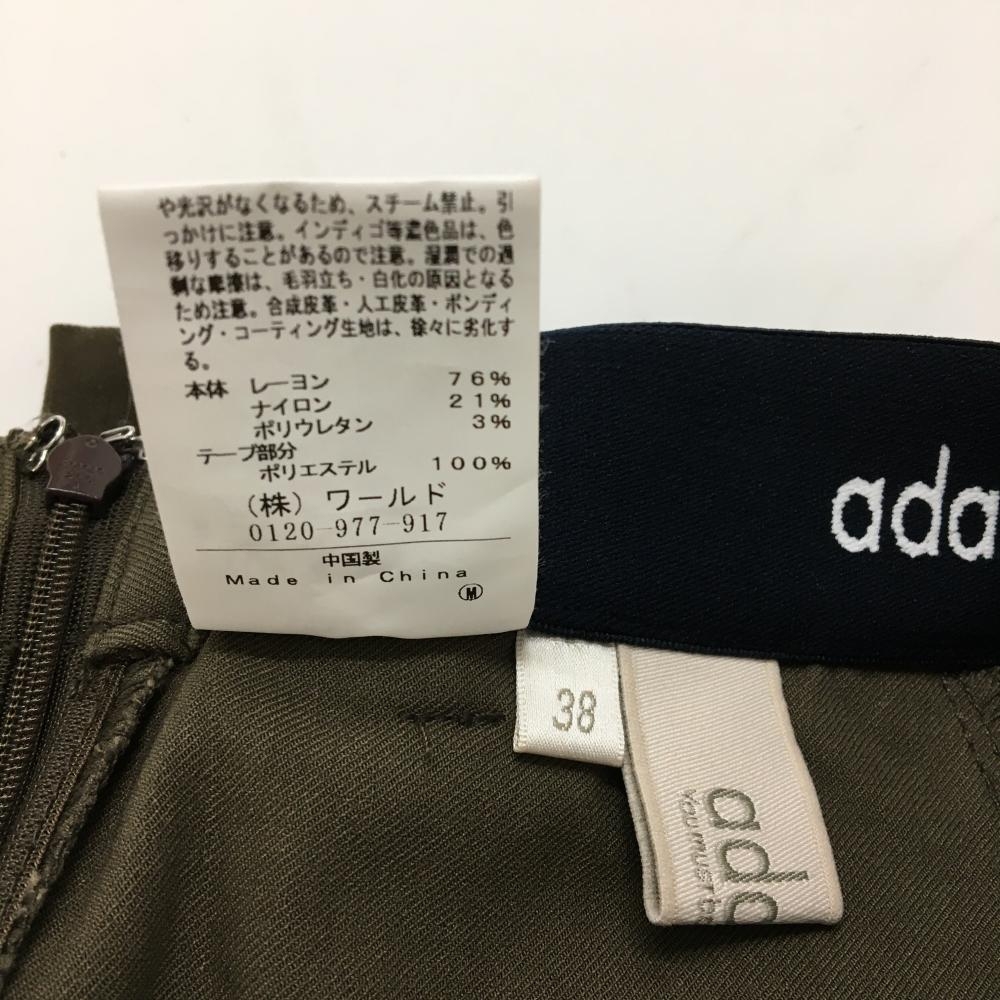 や光沢がなくなるため、スチーム禁止。引
っかけに注意。インディゴ等濃色品は、色
移りすることがあるので注意。湿潤での過
剰な摩擦は、毛羽立ち・白化の原因となる
ため注意。合成皮革・人工皮革・ボンディ
ング・コーティング生地は、徐々に劣化す
る。
本体 レーヨン 76%
ナイロン 21%
ポリウレタン 3%
テープ部分
ポリエステル 100%
(株) ワールド
0120-977-917
中国製
Made in China
M
ada
38
ada
YOU MUST